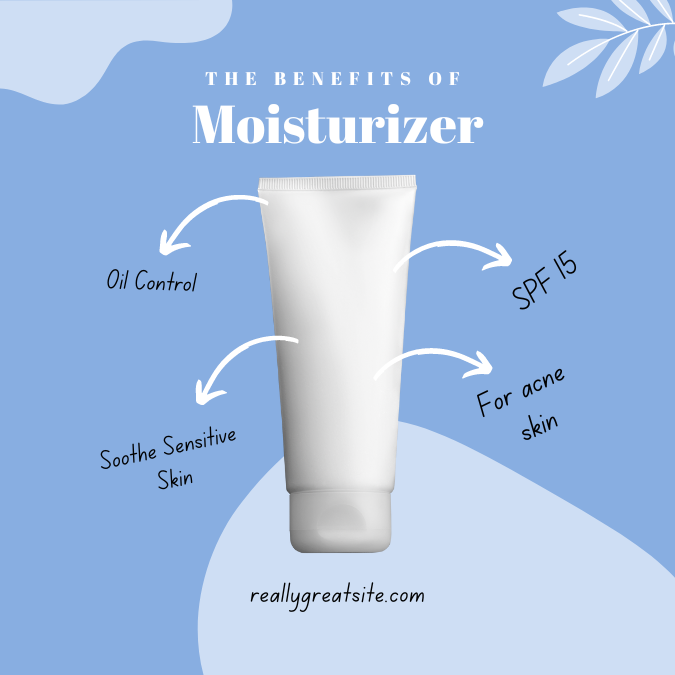 THE BENEFITS OF
Moisturizer
Oil Control
SPF 15
For acne
skin
Soothe Sensitive
Skin
reallygreatsite.com